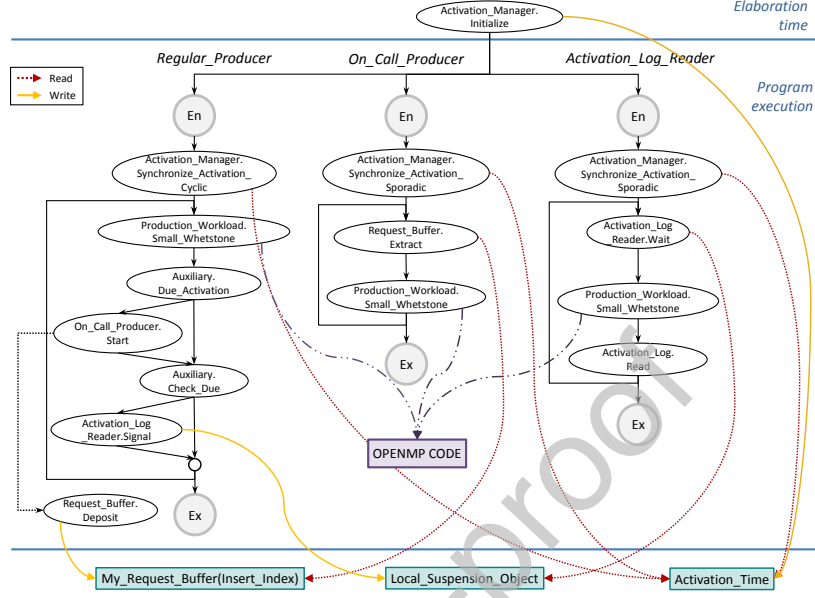 Activation_Manager.
Initialize
Elaboration
time
Regular_Producer
On_Call_Producer
Activation_Log_Reader
Read
Write
Program
execution
En
En
En
Activation_Manager.
Synchronize_Activation_
Cyclic
Activation_Manager.
Synchronize_Activation_
Sporadic
Activation_Manager.
Synchronize_Activation_
Sporadic
Production_Workload.
Small_Whetstone
Request_Buffer.
Extract
Activation_Log
_Reader.Wait
Auxiliary.
Due_Activation
Production_Workload.
Small_Whetstone
Production_Workload.
Small_Whetstone
On_Call_Producer.
Start
Auxiliary.
Check_Due
Ex
Activation_Log.
Read
Activation_Log
_Reader.Signal
Ex
OPENMP CODE
Request_Buffer.
Deposit
Ex
My_Request_Buffer(Insert_Index)
Local_Suspension_Object
Activation_Time
proof